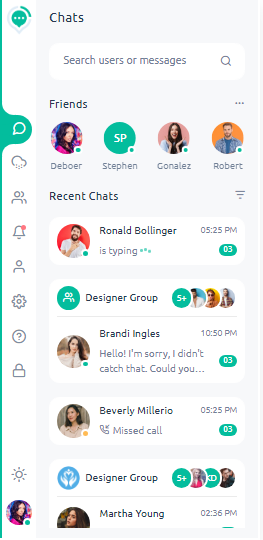 Chats
Search users or messages
Friends
SP
Deboer
Stephen
Gonalez
Robert
Recent Chats
Ronald Bollinger
05:25 PM
is typing
03
Designer Group
5+
Brandi Ingles
10:50 PM
Hello! I'm sorry, I didn't
03
catch that. Could you...
Beverly Millerio
05:25 PM
Missed call
03
Designer Group
5+
KD
Martha Young
02:36 PM